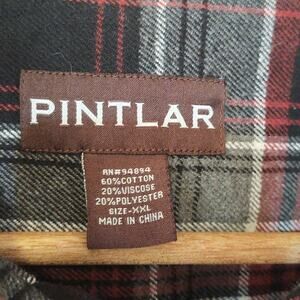 PINTLAR
RN#94894
60%COTTON
20%VISCOSE
20%POLYESTER
SIZE-XXL
MADE IN CHINA